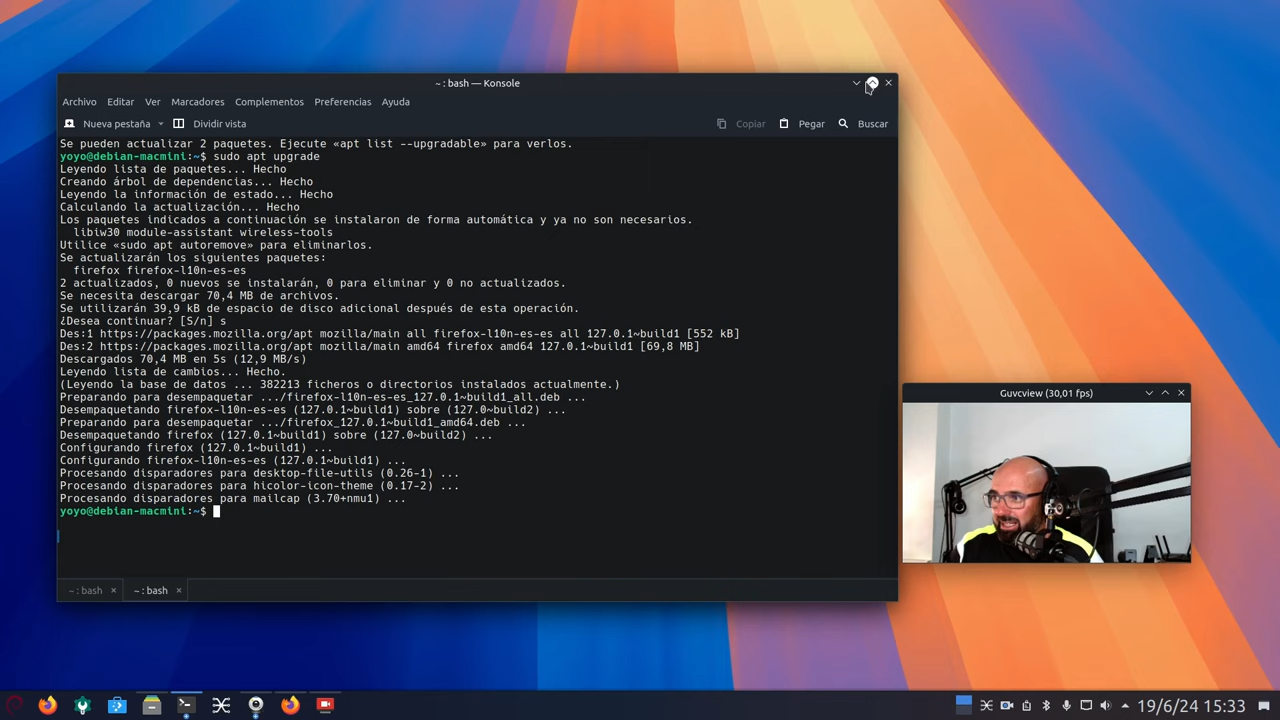 ~ : bash — Konsole
Archivo Editar Ver Marcadores Complementos Preferencias Ayuda
Nueva pestaña Dividir vista Copiar Pegar Buscar
Se pueden actualizar 2 paquetes. Ejecute «apt list --upgradable» para verlos.
yoyo@debian-macmini:~$ sudo apt upgrade
Leyendo lista de paquetes... Hecho
Creando árbol de dependencias... Hecho
Leyendo la información de estado... Hecho
Calculando la actualización... Hecho
Los paquetes indicados a continuación se instalaron de forma automática y ya no son necesarios.
libiw30 module-assistant wireless-tools
Utilice «sudo apt autoremove» para eliminarlos.
Se actualizarán los siguientes paquetes:
firefox firefox-l10n-es-es
2 actualizados, 0 nuevos se instalarán, 0 para eliminar y 0 no actualizados.
Se necesita descargar 70,4 MB de archivos.
Se utilizarán 39,9 kB de espacio de disco adicional después de esta operación.
¿Desea continuar? [S/n] s
Des:1 https://packages.mozilla.org/apt mozilla/main all firefox-l10n-es-es all 127.0.1~build1 [552 kB]
Des:2 https://packages.mozilla.org/apt mozilla/main amd64 firefox amd64 127.0.1~build1 [69,8 MB]
Descargados 70,4 MB en 5s (12,9 MB/s)
Leyendo lista de cambios... Hecho.
(Leyendo la base de datos ... 382213 ficheros o directorios instalados actualmente.)
Preparando para desempaquetar .../firefox-l10n-es-es_127.0.1~build1_all.deb ...
Desempaquetando firefox-l10n-es-es (127.0.1~build1) sobre (127.0~build2) ...
Preparando para desempaquetar .../firefox_127.0.1~build1_amd64.deb ...
Desempaquetando firefox (127.0.1~build1) sobre (127.0~build2) ...
Configurando firefox (127.0.1~build1) ...
Configurando firefox-l10n-es-es (127.0.1~build1) ...
Procesando disparadores para desktop-file-utils (0.26-1) ...
Procesando disparadores para hicolor-icon-theme (0.17-2) ...
Procesando disparadores para mailcap (3.70+nmu1) ...
yoyo@debian-macmini:~$
~ : bash ~ : bash
Guvcview (30,01 fps)
19/6/24 15:33